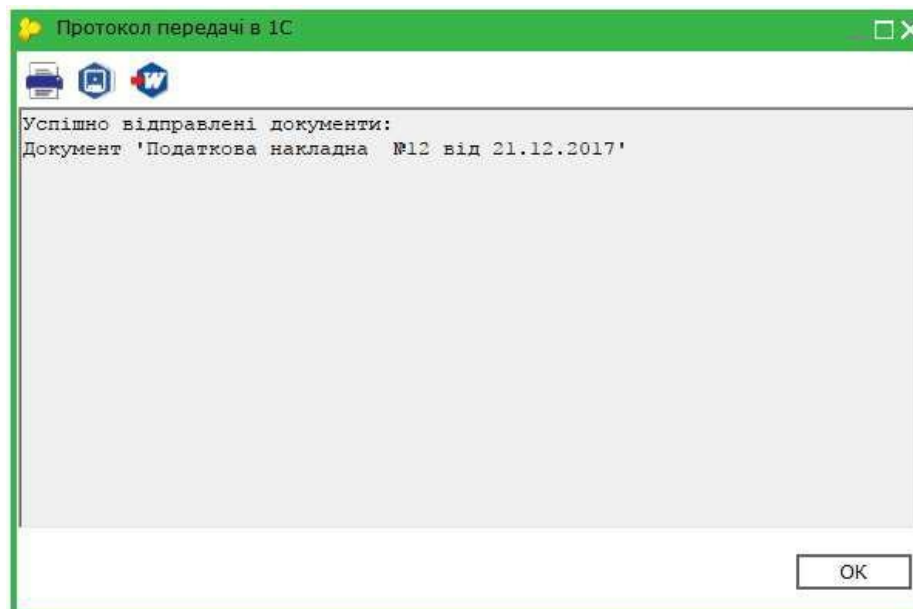 Протокол передачі в 1С
W
Успішно відправлені документи:
Документ 'Податкова накладна №12 від 21.12.2017'
OK